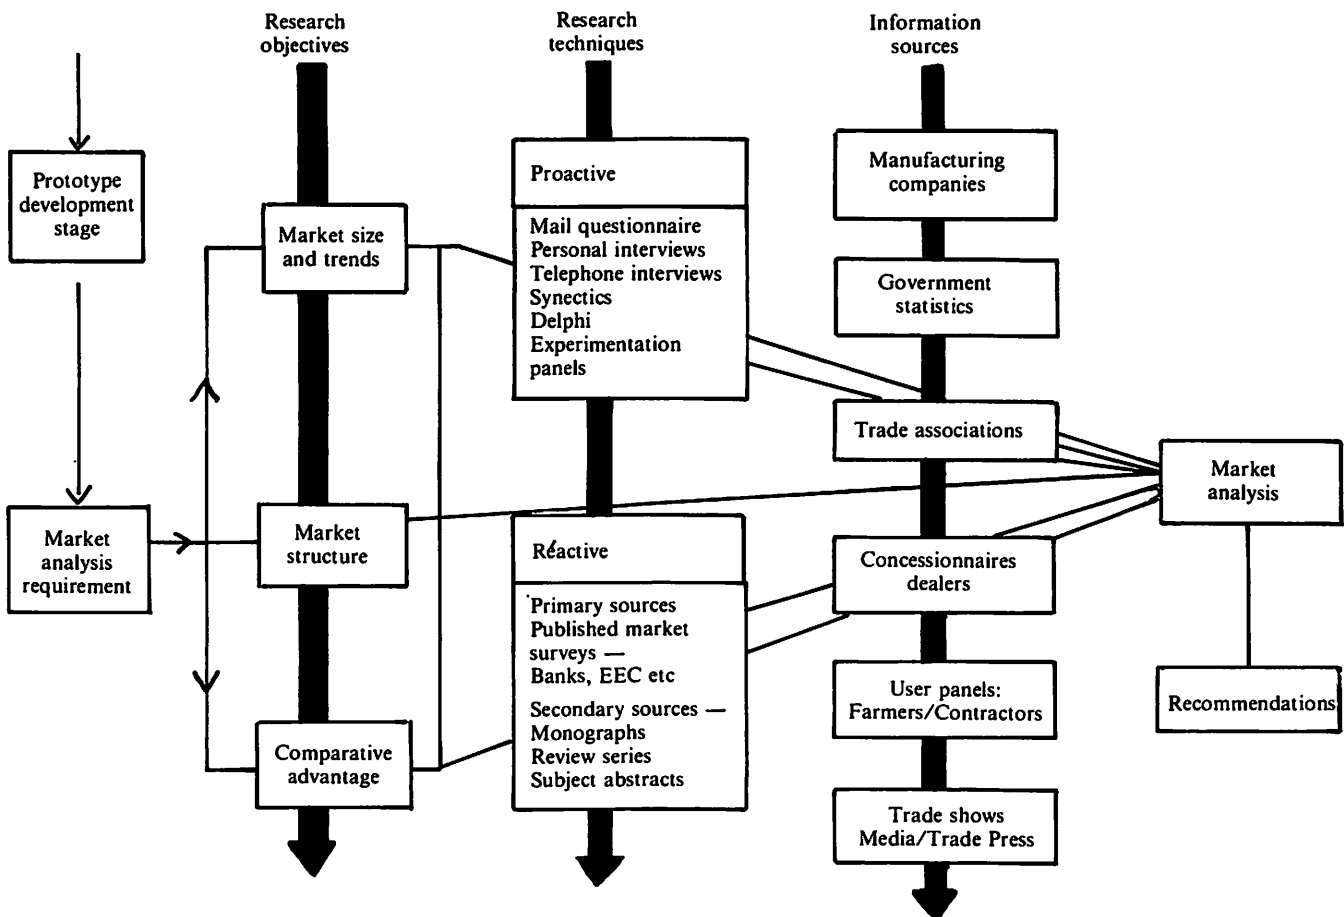 Research
objectives
Research
techniques
Information
sources
Prototype
development
stage
Market
analysis
requirement
Market size
and trends
Market
structure
Comparative
advantage
Proactive
Mail questionnaire
Personal interviews
Telephone interviews
Synectics
Delphi
Experimentation
panels
Reactive
Primary sources
Published market
surveys —
Banks, EEC etc
Secondary sources —
Monographs
Review series
Subject abstracts
Manufacturing
companies
Government
statistics
Trade associations
Concessionnaires
dealers
User panels:
Farmers/Contractors
Trade shows
Media/Trade Press
Market
analysis
Recommendations